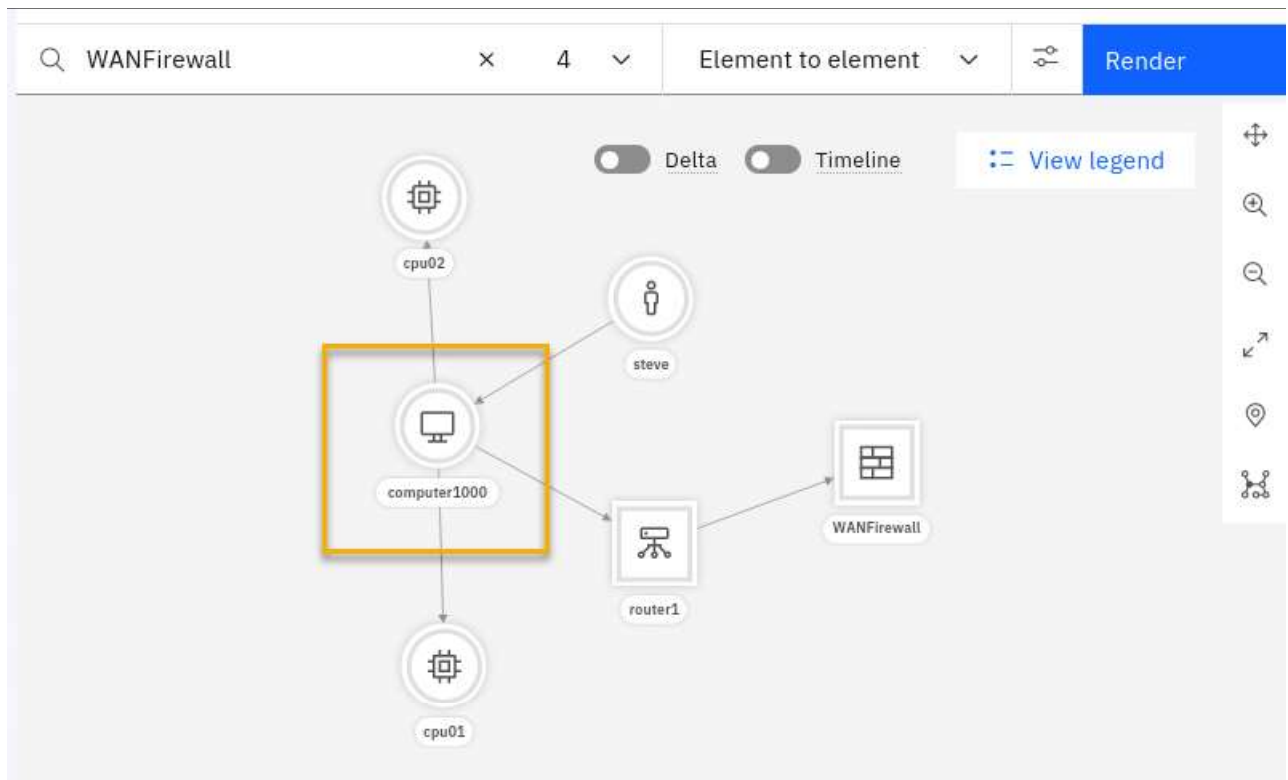 WANFirewall
4
Element to element
Render
Delta
Timeline
View legend
cpu02
steve
computer1000
WANFirewall
router1
cpu01